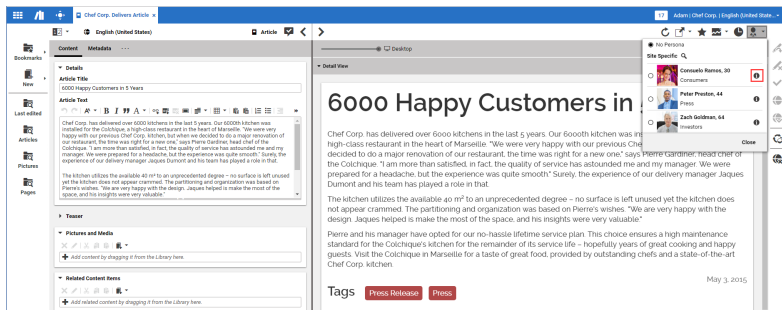 Chef Corp. Delivers Article ×
17 Adam | Chef Corp. | English (United State...
English (United States)
Article
Bookmarks
New
Last edited
Articles
Pictures
Pages
Content Metadata ...
Details
Article Title
6000 Happy Customers in 5 Years
Article Text
Chef Corp. has delivered over 6000 kitchens in the last 5 years. Our 6000th kitchen was
installed for the Colchique, a high-class restaurant in the heart of Marseille. "We were very
happy with our previous Chef Corp. kitchen, but when we decided to do a major renovation of
our restaurant, the time was right for a new one," says Pierre Gardiner, head chef of the
Colchique. "I am more than satisfied, in fact, the quality of service has astounded me and my
manager. We were prepared for a headache, but the experience was quite smooth." Surely, the
experience of our delivery manager Jaques Dumont and his team has played a role in that.
The kitchen utilizes the available 40 m² to an unprecedented degree – no surface is left unused
yet the kitchen does not appear crammed. The partitioning and organization was based on
Pierre's wishes. "We are very happy with the design. Jaques helped is make the most of the
space, and his insights were very valuable."
Teaser
Pictures and Media
Add content by dragging it from the Library here.
Related Content Items
Add related content by dragging it from the Library here.
Desktop
Detail View
6000 Happy Customers in
Chef Corp. has delivered over 6000 kitchens in the last 5 years. Our 6000th kitchen was ins
high-class restaurant in the heart of Marseille. "We were very happy with our previous Che
decided to do a major renovation of our restaurant, the time was right for a new one," says Pierre Gardiner, head chef of
the Colchique. "I am more than satisfied, in fact, the quality of service has astounded me and my manager. We were
prepared for a headache, but the experience was quite smooth." Surely, the experience of our delivery manager Jaques
Dumont and his team has played a role in that.
The kitchen utilizes the available 40 m² to an unprecedented degree – no surface is left unused yet the kitchen does
not appear crammed. The partitioning and organization was based on Pierre's wishes. "We are very happy with the
design. Jaques helped is make the most of the space, and his insights were very valuable."
Pierre and his manager have opted for our no-hassle lifetime service plan. This choice ensures a high maintenance
standard for the Colchique's kitchen for the remainder of its service life – hopefully years of great cooking and happy
guests. Visit the Colchique in Marseille for a taste of great food, provided by outstanding chefs and a state-of-the-art
Chef Corp. kitchen.
May 3, 2015
Tags Press Release Press
No Persona
Site Specific
Consuelo Ramos, 30
Consumers
Peter Preston, 44
Press
Zach Goldman, 64
Investors
Close